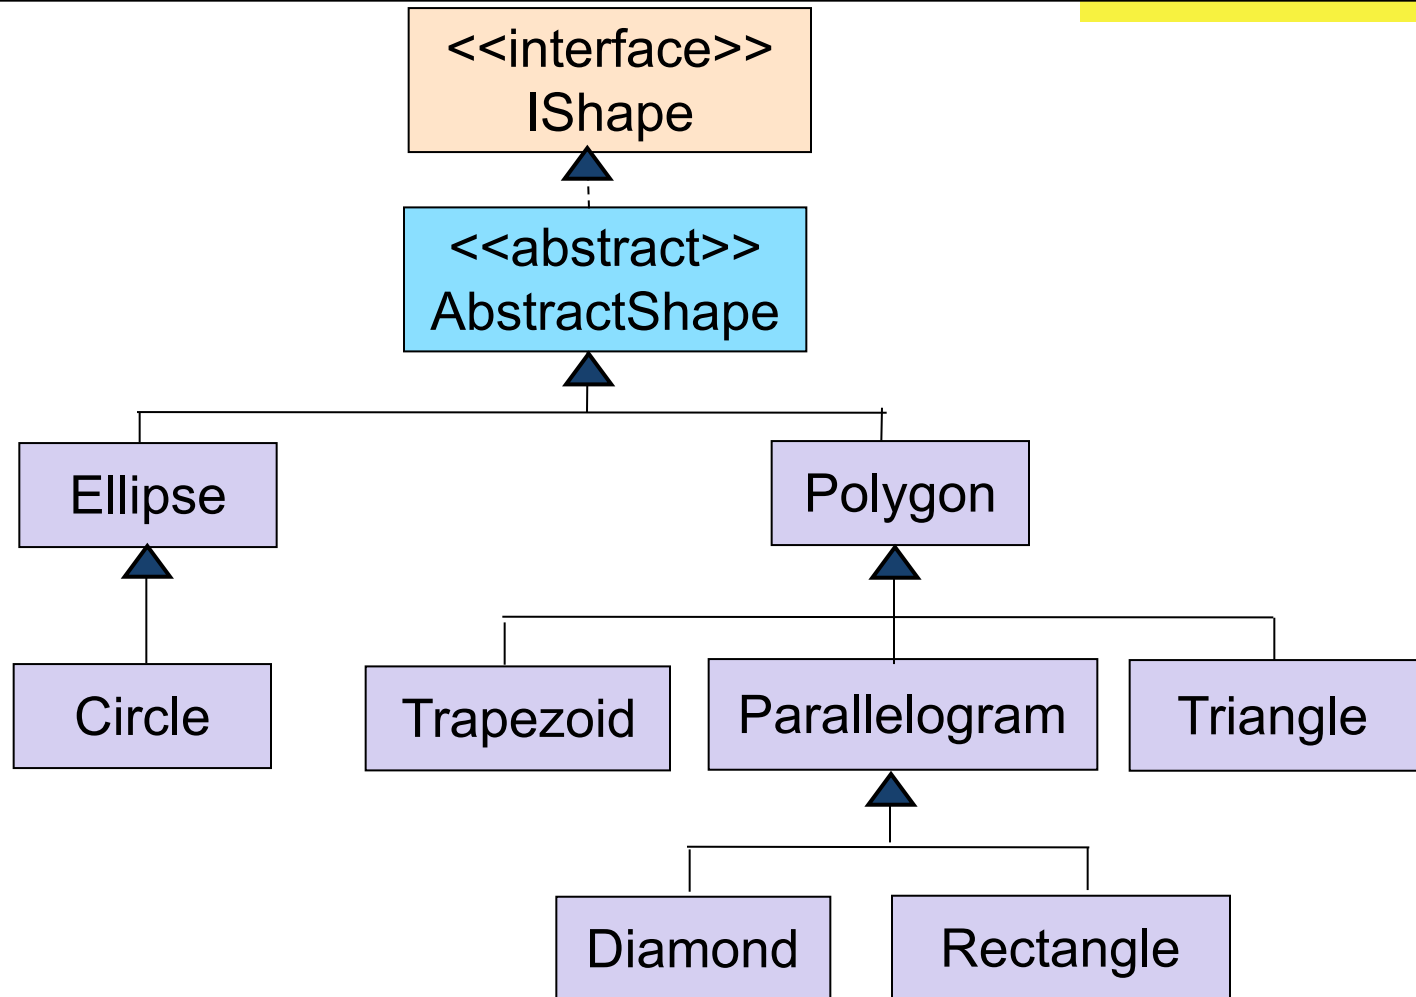 <<interface>>
IShape
<<abstract>>
AbstractShape
Ellipse
Polygon
Circle
Trapezoid
Parallelogram
Triangle
Diamond
Rectangle